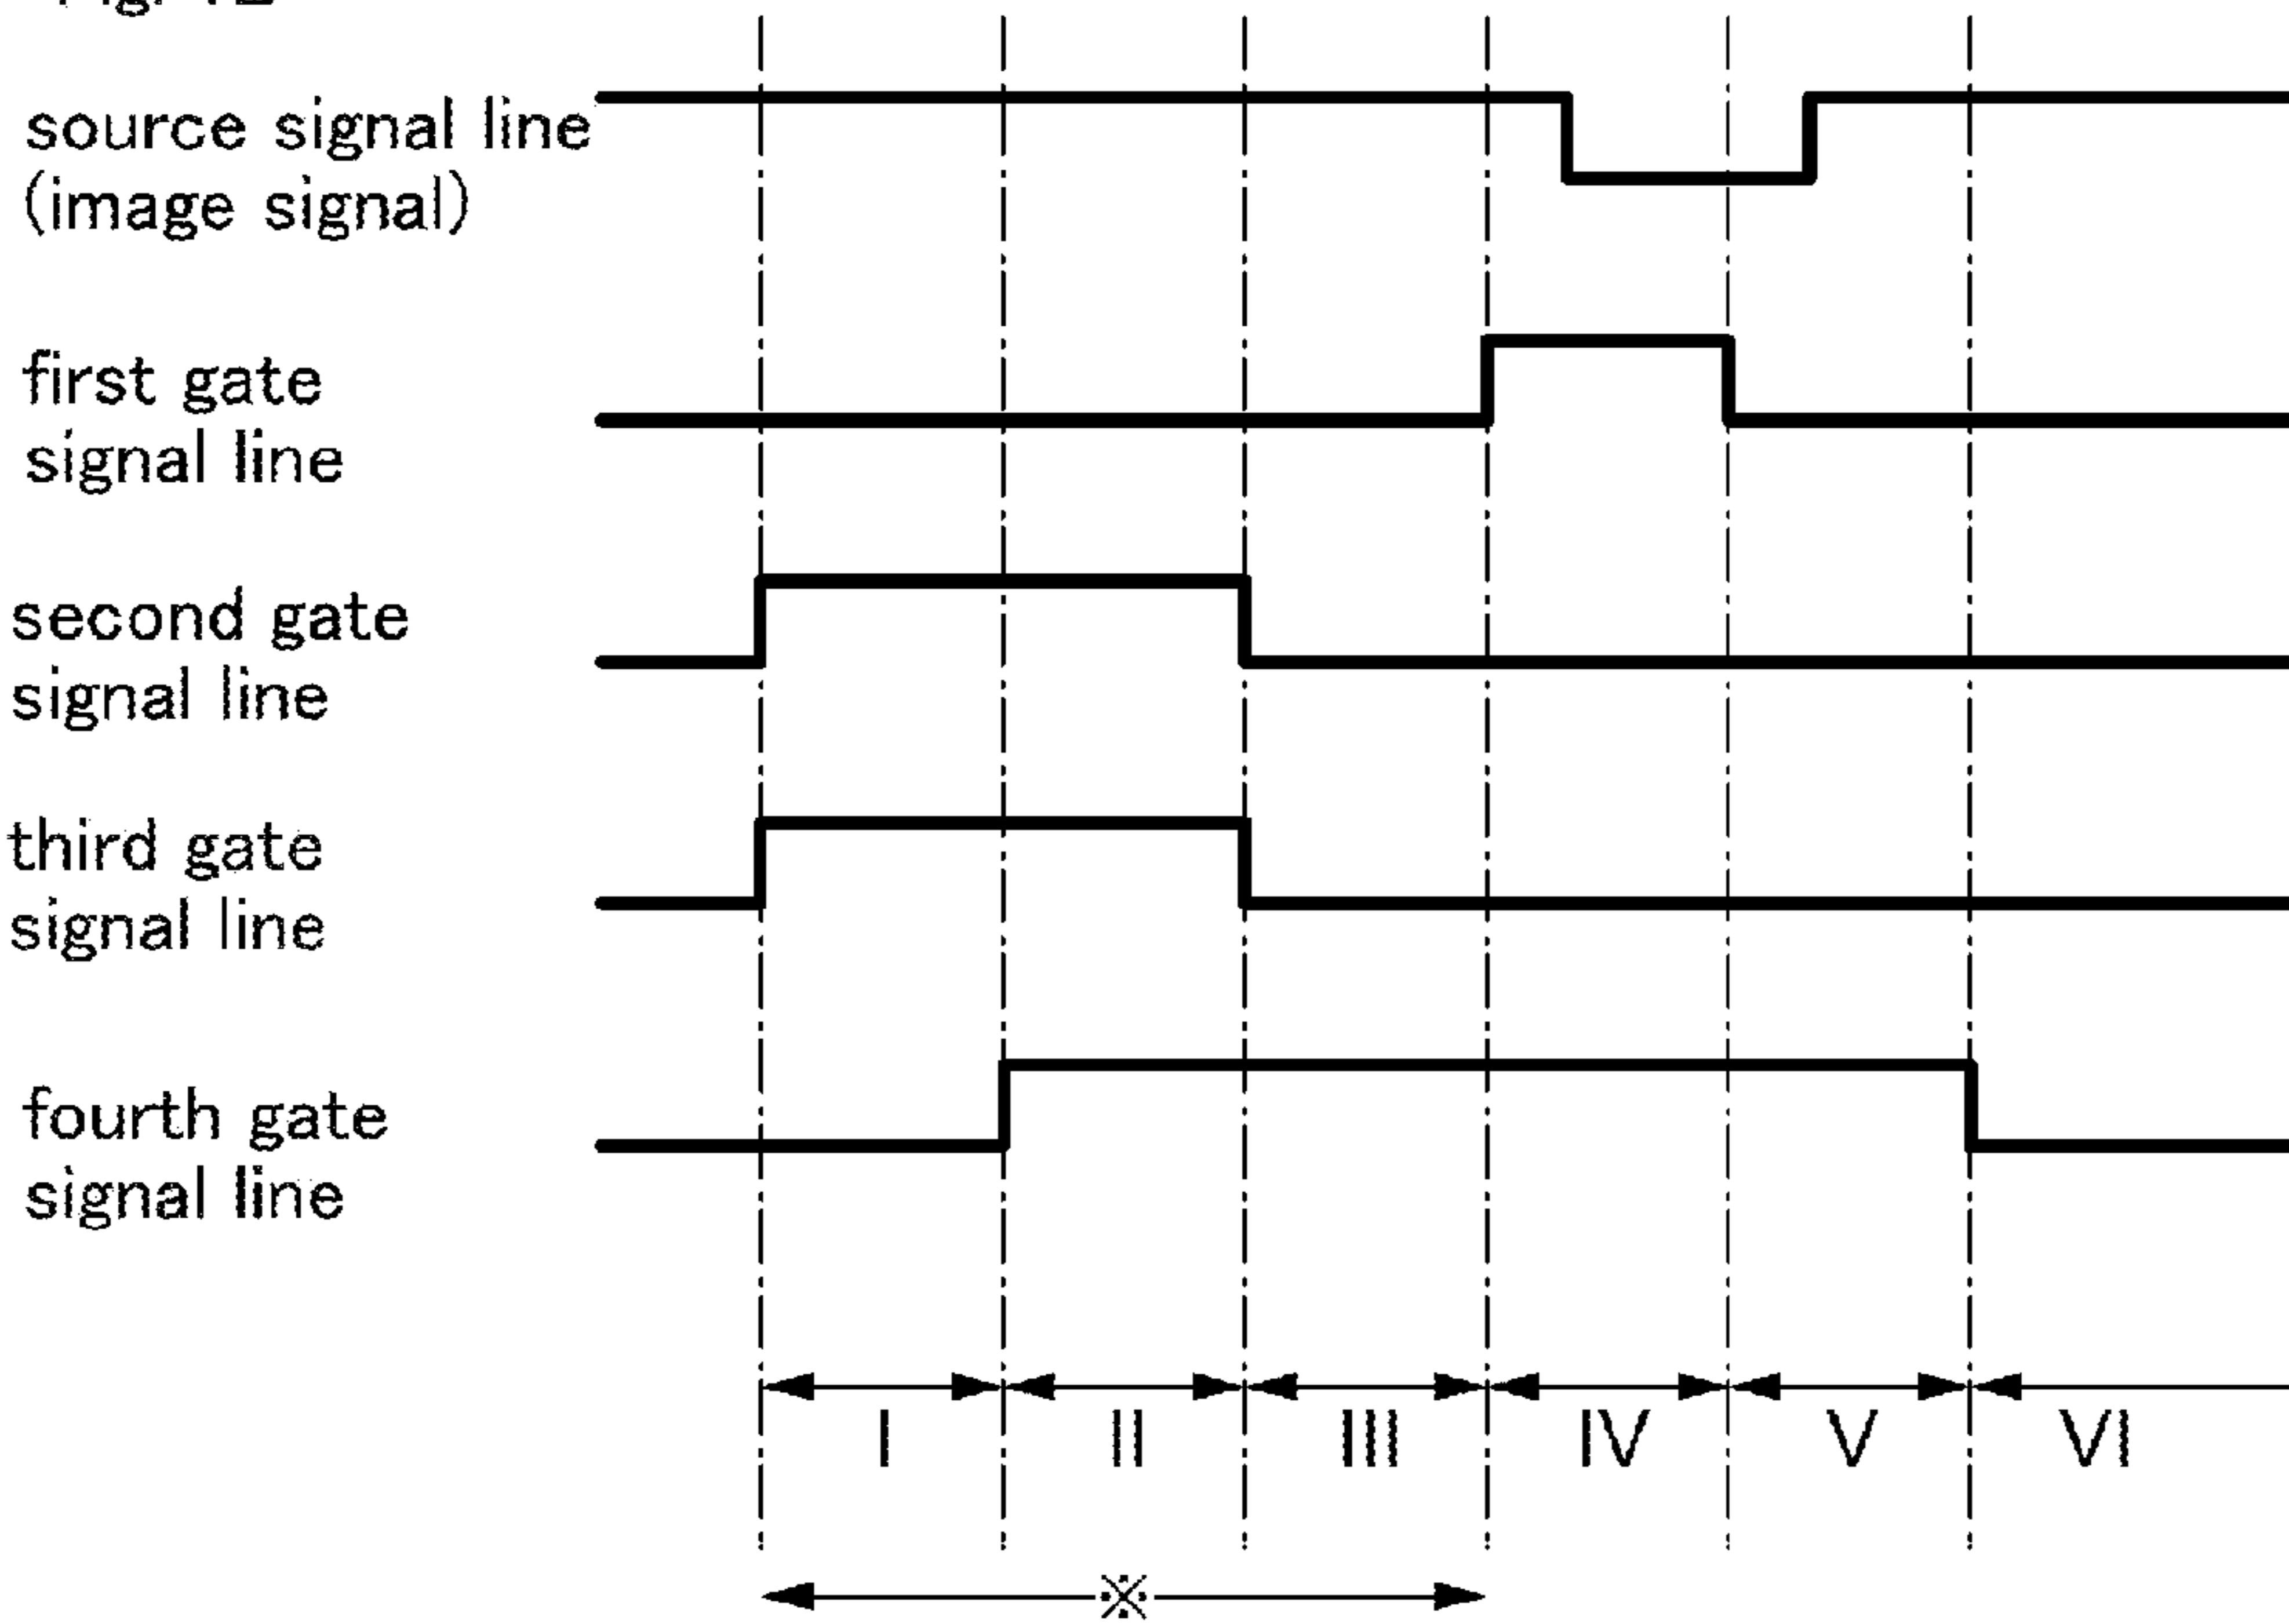 source signal line
(image signal)
first gate
signal line
second gate
signal line
third gate
signal line
fourth gate
signal line
I II III IV V VI
※